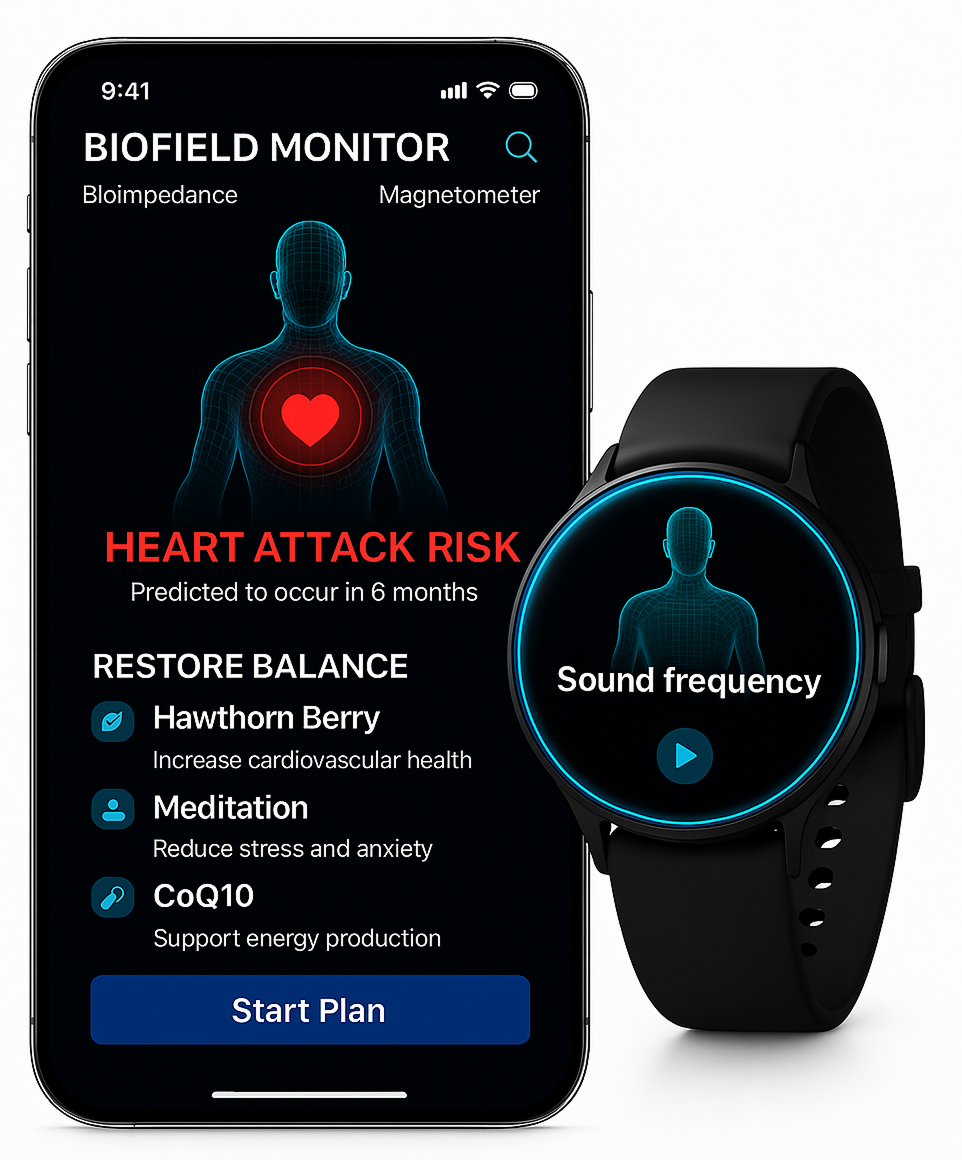 9:41
BIOFIELD MONITOR
Bloimpedance
Magnetometer
HEART ATTACK RISK
Predicted to occur in 6 months
RESTORE BALANCE
Hawthorn Berry
Increase cardiovascular health
Meditation
Reduce stress and anxiety
CoQ10
Support energy production
Start Plan
Sound frequency